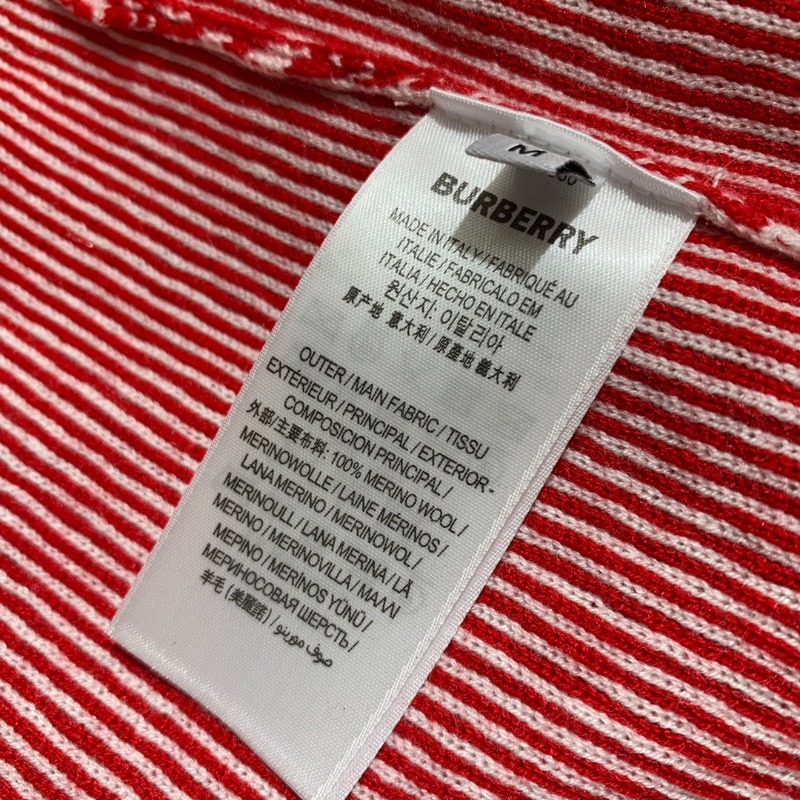 M
BURBERRY
MADE IN ITALY / FABRIQUÉ AU
ITALIE / FABRICALO EM
ITALIA / HECHO EN ITALE
원산지: 이탈리아
原产地 意大利 / 原產地 義大利
OUTER / MAIN FABRIC / TISSU
EXTÉRIEUR / PRINCIPAL / EXTERIOR -
COMPOSICION PRINCIPAL /
外部/主要布料: 100% MERINO WOOL /
MERINOWOLLE / LAINE MÉRINOS /
LANA MERINO / MERINOWOL /
MERINOULL / LANA MERINA / LÃ
MERINO / MERINOVILLA / ΜΑΛΛΙ
ΜΕΡΙΝΟ / MERİNOS YÜNÜ /
МЕРИНОСОВАЯ ШЕРСТЬ /
羊毛 (美麗諾) / صوف مورينو /